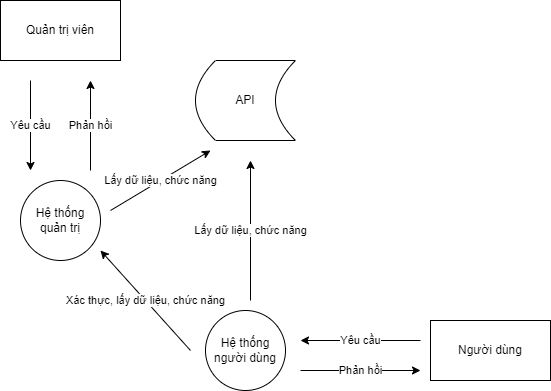 Quản trị viên
API
Yêu cầu
Phản hồi
Lấy dữ liệu, chức năng
Hệ thống
quản trị
Lấy dữ liệu, chức năng
Xác thực, lấy dữ liệu, chức năng
Hệ thống
người dùng
Yêu cầu
Phản hồi
Người dùng